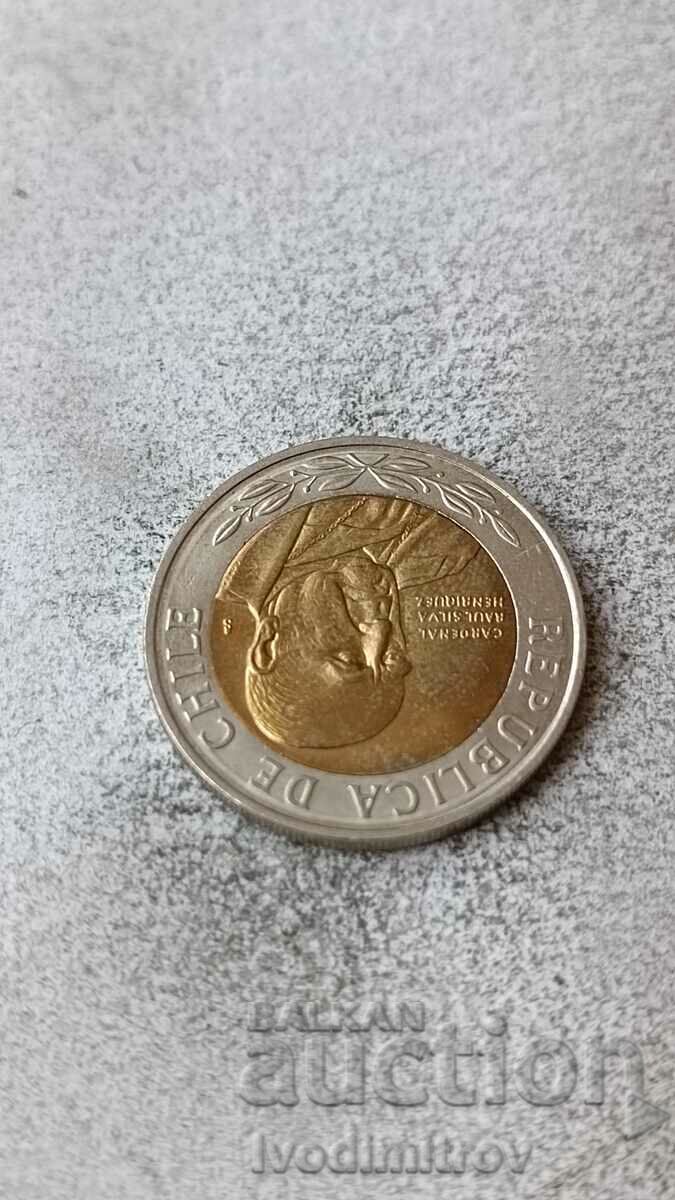 REPUBLICA DE CHILE
CARDENAL
RAUL SILVA
HENRIQUEZ
BALKAN
auction
Ivodimitrov